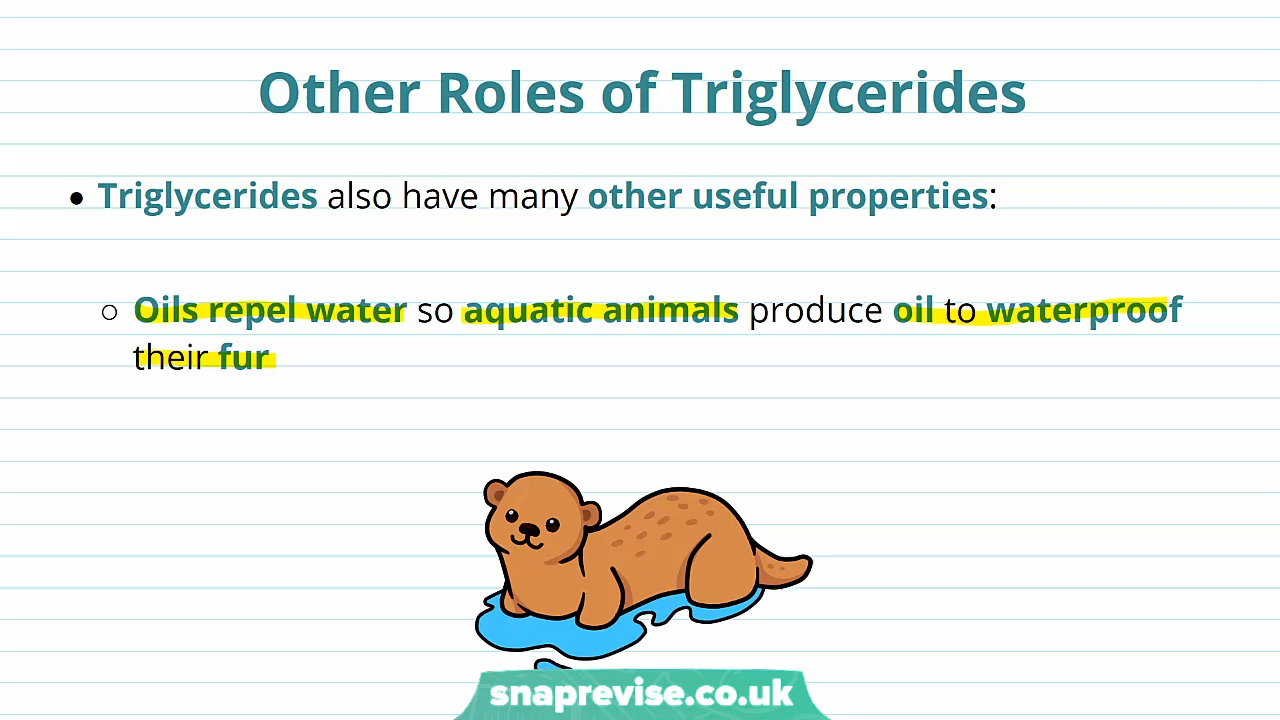 Other Roles of Triglycerides
• Triglycerides also have many other useful properties:
○ Oils repel water so aquatic animals produce oil to waterproof
their fur
snaprevise.co.uk